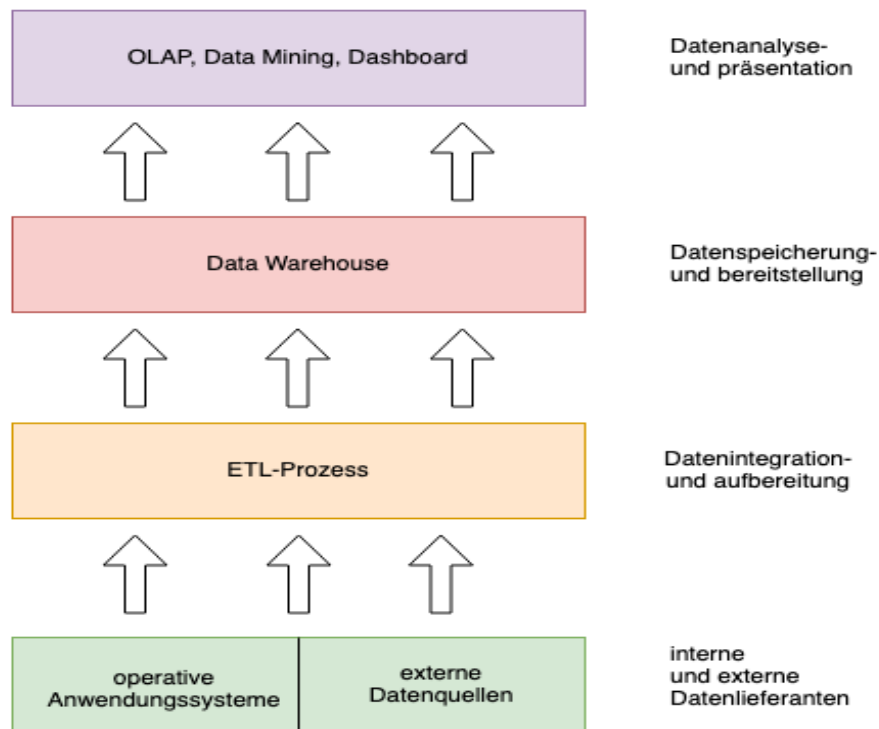 OLAP, Data Mining, Dashboard
Datenanalyse-
und präsentation
Data Warehouse
Datenspeicherung-
und bereitstellung
ETL-Prozess
Datenintegration-
und aufbereitung
operative
Anwendungssysteme
externe
Datenquellen
interne
und externe
Datenlieferanten